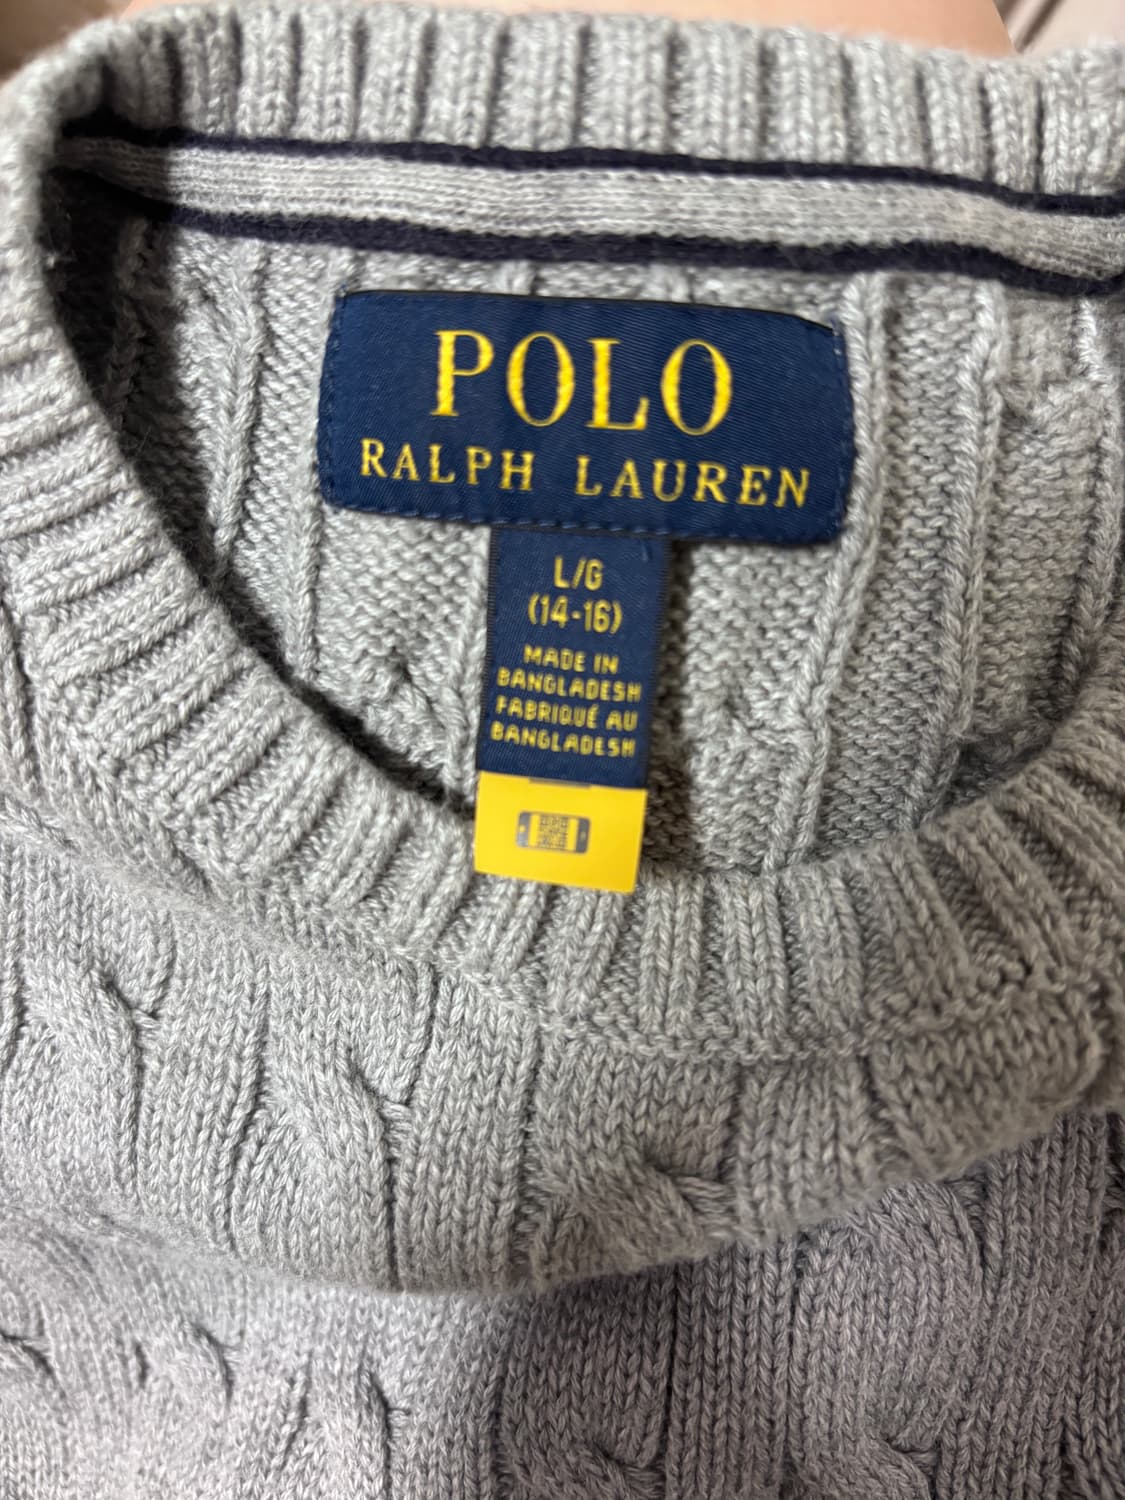 POLO
RALPH LAUREN
L/G
(14-16)
MADE IN
BANGLADESH
FABRIQUÉ AU
BANGLADESH